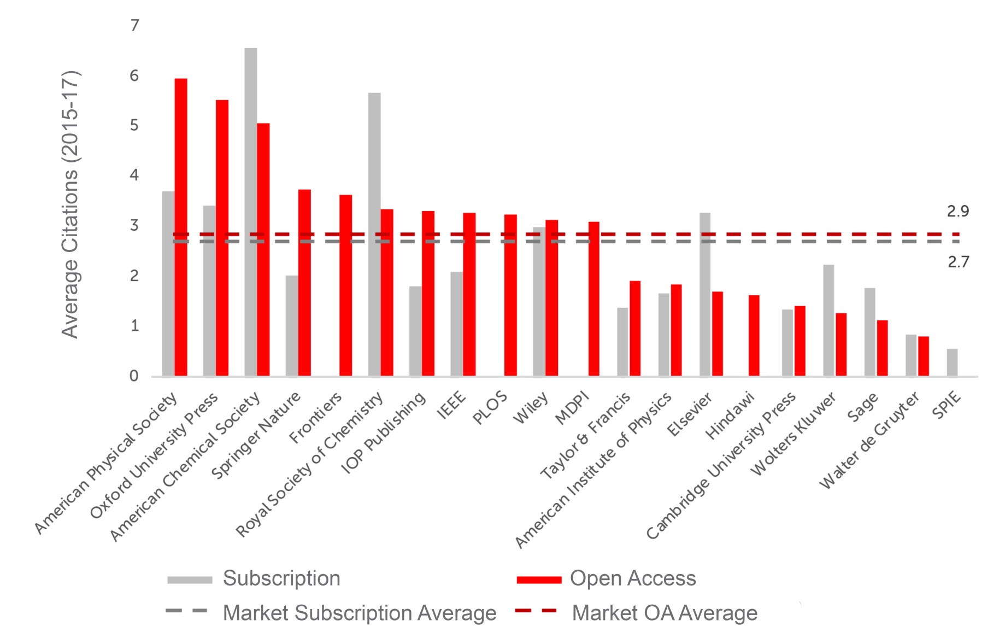 7
6
5
4
3
2
1
0
Average Citations (2015-17)
2.9
2.7
American Physical Society
Oxford University Press
American Chemical Society
Springer Nature
Frontiers
Royal Society of Chemistry
IOP Publishing
IEEE
PLOS
Wiley
MDPI
Taylor & Francis
American Institute of Physics
Elsevier
Hindawi
Cambridge University Press
Wolters Kluwer
Sage
Walter de Gruyter
SPIE
Subscription
Open Access
Market Subscription Average
Market OA Average